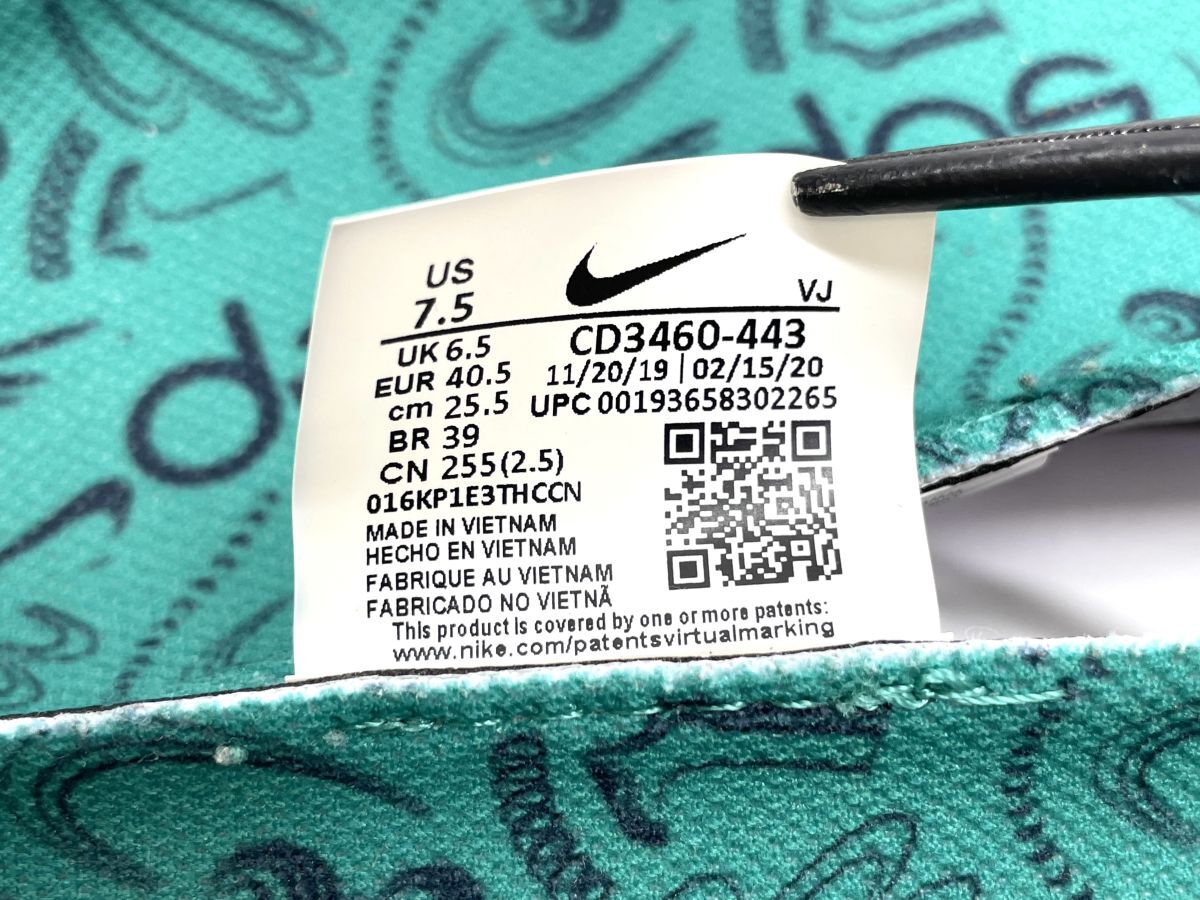 US
7.5
VJ
UK 6.5
CD3460-443
EUR 40.5
11/20/19 | 02/15/20
cm 25.5
UPC 00193658302265
BR 39
CN 255(2.5)
016KP1E3THCCN
MADE IN VIETNAM
HECHO EN VIETNAM
FABRIQUE AU VIETNAM
FABRICADO NO VIETNÃ
This product is covered by one or more patents:
www.nike.com/patentsvirtualmarking